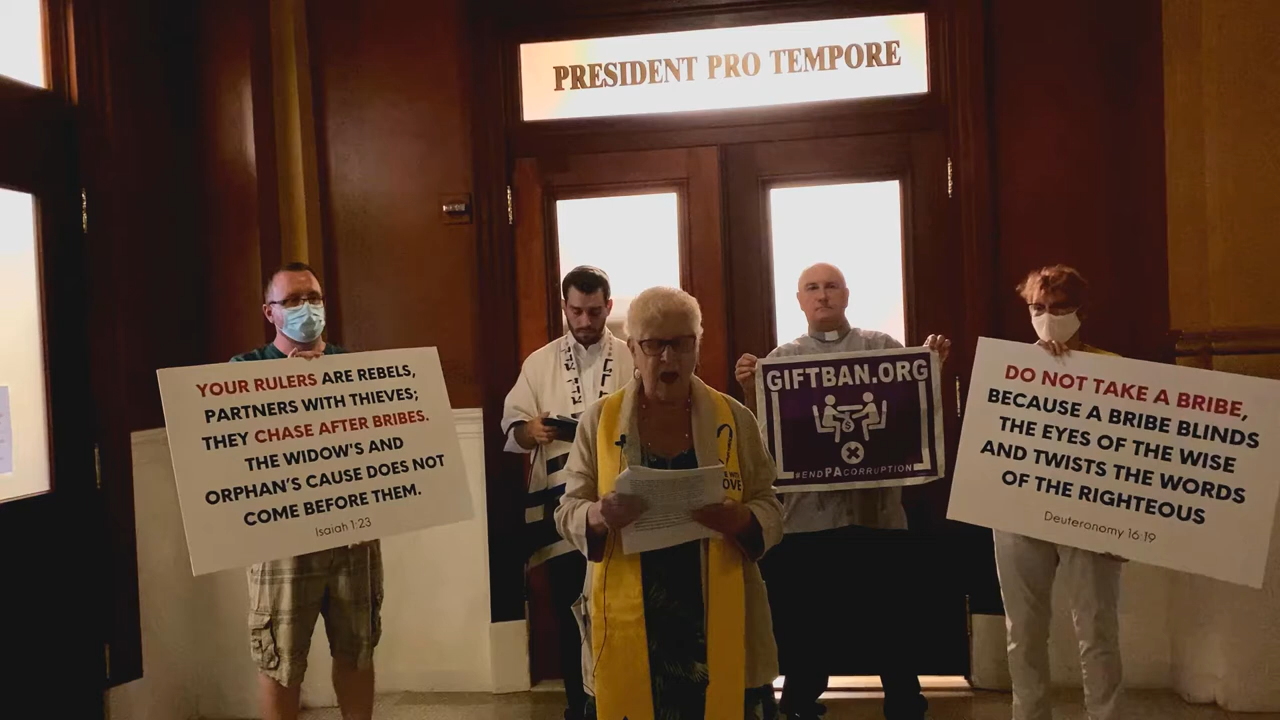 PRESIDENT PRO TEMPORE
YOUR RULERS ARE REBELS,
PARTNERS WITH THIEVES;
THEY CHASE AFTER BRIBES.
THE WIDOW'S AND
ORPHAN'S CAUSE DOES NOT
COME BEFORE THEM.
Isaiah 1:23
GIFTBAN.ORG
$
#ENDPACORRUPTION
DO NOT TAKE A BRIBE,
BECAUSE A BRIBE BLINDS
THE EYES OF THE WISE
AND TWISTS THE WORDS
OF THE RIGHTEOUS
Deuteronomy 16:19